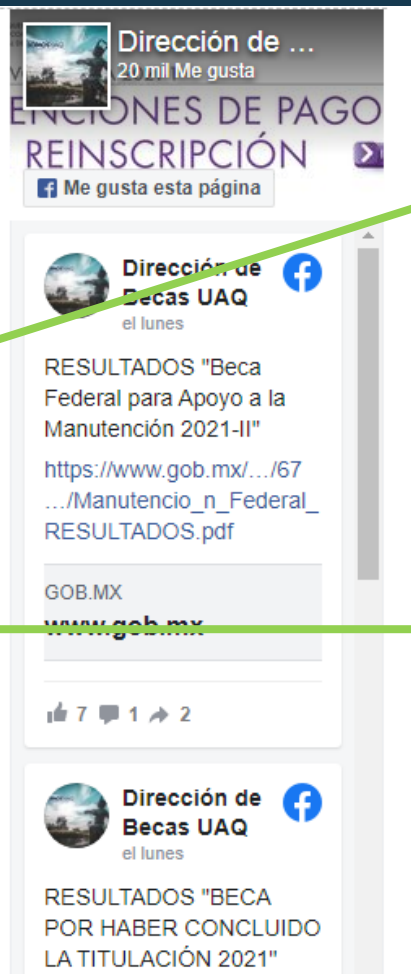 Dirección de ...
20 mil Me gusta
ENCIONES DE PAGO
REINSCRIPCIÓN
Me gusta esta página
Dirección de
Becas UAQ
el lunes
RESULTADOS "Beca
Federal para Apoyo a la
Manutención 2021-II"
https://www.gob.mx/.../67
.../Manutencio_n_Federal_
RESULTADOS.pdf
GOB.MX
www.gob.mx
7 1 2
Dirección de
Becas UAQ
el lunes
RESULTADOS "BECA
POR HABER CONCLUIDO
LA TITULACIÓN 2021"